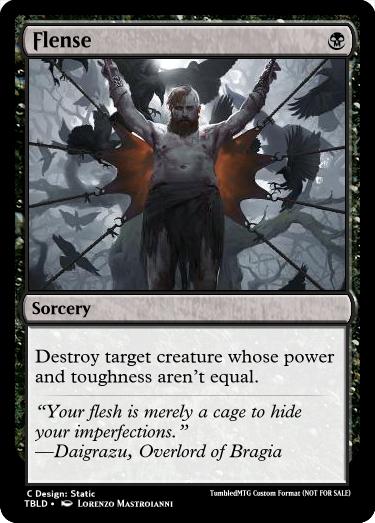 Flense
Sorcery
Destroy target creature whose power
and toughness aren't equal.
“Your flesh is merely a cage to hide
your imperfections.”
—Daigrazu, Overlord of Bragia
C Design: Static
TumbledMTG Custom Format (NOT FOR SALE)
TBLD • Lorenzo Mastroianni